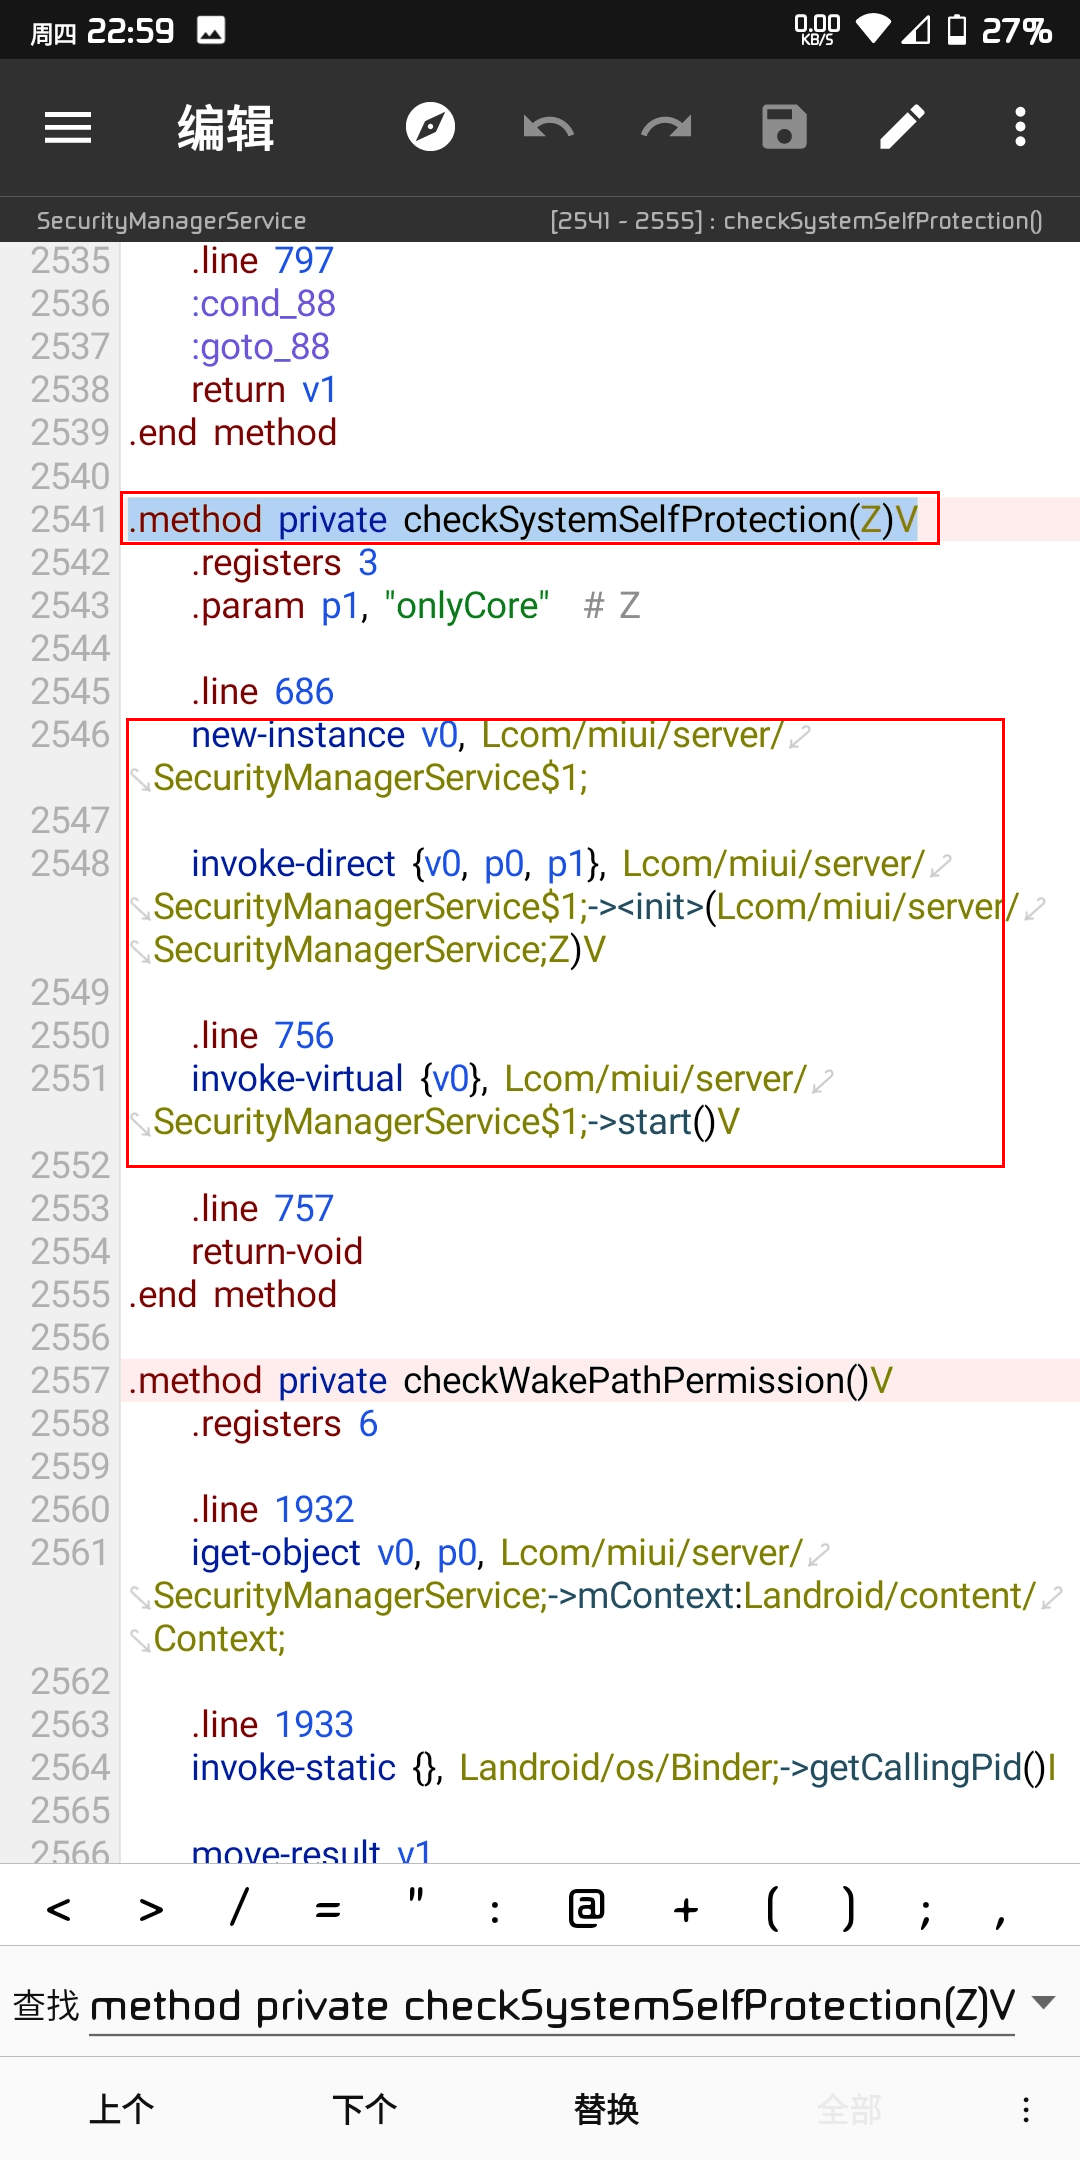 周四 22:59 0.00 KB/S 27%
编辑
SecurityManagerService [2541 - 2555] : checkSystemSelfProtection()
2535 .line 797
2536 :cond_88
2537 :goto_88
2538 return v1
2539 .end method
2540
2541 .method private checkSystemSelfProtection(Z)V
2542 .registers 3
2543 .param p1, "onlyCore" # Z
2544
2545 .line 686
2546 new-instance v0, Lcom/miui/server/
SecurityManagerService$1;
2547
2548 invoke-direct {v0, p0, p1}, Lcom/miui/server/
SecurityManagerService$1;-><init>(Lcom/miui/server/
SecurityManagerService;Z)V
2549
2550 .line 756
2551 invoke-virtual {v0}, Lcom/miui/server/
SecurityManagerService$1;->start()V
2552
2553 .line 757
2554 return-void
2555 .end method
2556
2557 .method private checkWakePathPermission()V
2558 .registers 6
2559
2560 .line 1932
2561 iget-object v0, p0, Lcom/miui/server/
SecurityManagerService;->mContext:Landroid/content/
Context;
2562
2563 .line 1933
2564 invoke-static {}, Landroid/os/Binder;->getCallingPid()I
2565
2566 move-result v1
< > / = " : @ + ( ) ; ,
查找 method private checkSystemSelfProtection(Z)V
上个 下个 替换 全部